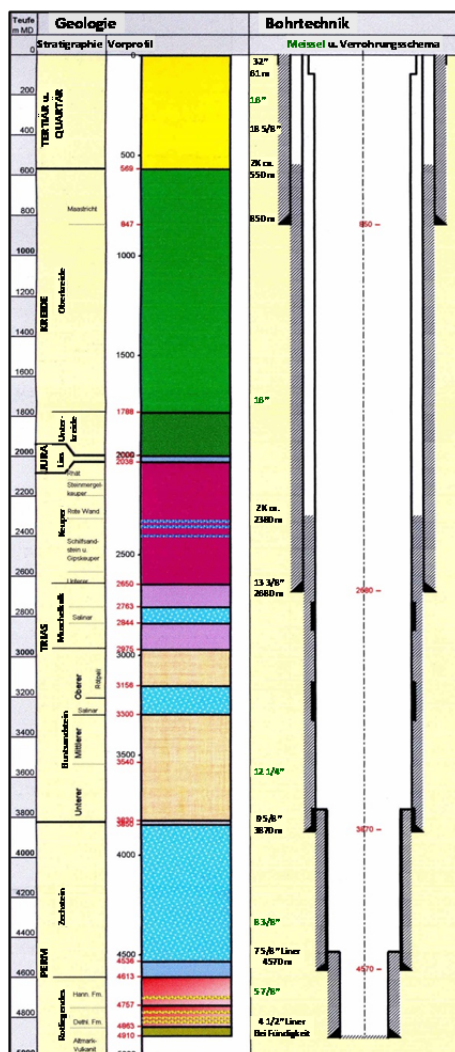 Teufe
m MD
Geologie
Bohrtechnik
Stratigraphie
Vorprofil
Meissel u. Verrohrungsschema
0
200
400
600
800
1000
1200
1400
1600
1800
2000
2200
2400
2600
2800
3000
3200
3400
3600
3800
4000
4200
4400
4600
4800
TERTIÄR u.
QUARTÄR
KREIDE
Oberkreide
Maastricht
Unter-
kreide
JURA
Lias
TRIAS
Keuper
Steinmergel-
keuper
Rote Wand
Schilfsand-
stein u.
Gipskeuper
Unterer
Muschelkalk
Salinar
Buntsandstein
Oberer
Rötpel
Salinar
Mittlerer
Unterer
PERM
Zechstein
Rotliegendes
Hann. Fm.
Dethl. Fm
Altmark-
Vulkanit
0
500
569
847
1000
1500
1788
2000
2036
2500
2650
2763
2844
2975
3000
3156
3300
3500
3540
4000
4500
4536
4613
4757
4865
4910
32"
61 m
16"
18 5/8"
ZK ca.
550 m
850 m
850
16"
ZK ca.
2380 m
13 3/8"
2680 m
2680
12 1/4"
9 5/8"
3870 m
3870
8 3/8"
7 5/8" Liner
4570 m
4570
5 7/8"
4 1/2" Liner
Bei Fündigkeit